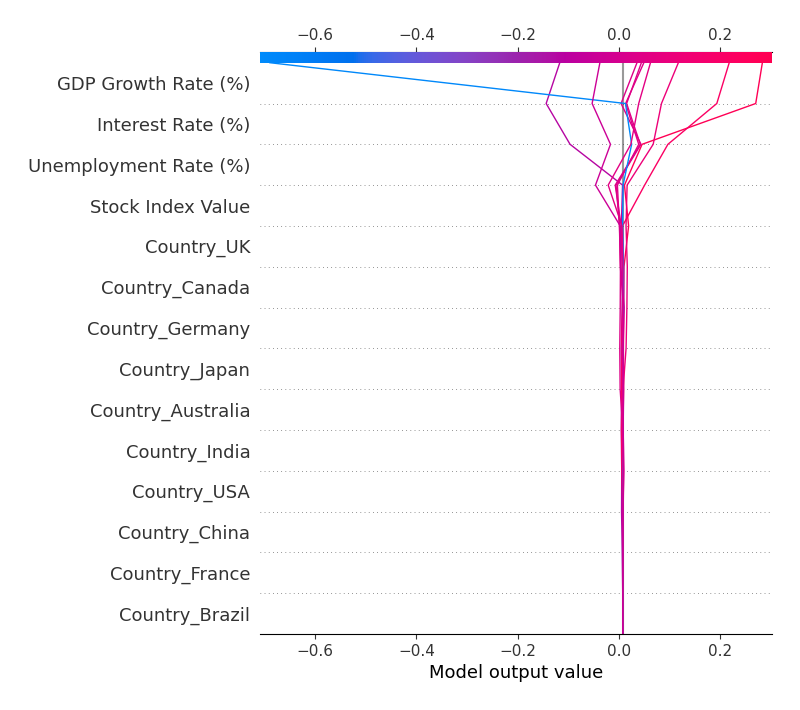 −0.6 −0.4 −0.2 0.0 0.2
GDP Growth Rate (%)
Interest Rate (%)
Unemployment Rate (%)
Stock Index Value
Country_UK
Country_Canada
Country_Germany
Country_Japan
Country_Australia
Country_India
Country_USA
Country_China
Country_France
Country_Brazil
−0.6 −0.4 −0.2 0.0 0.2
Model output value